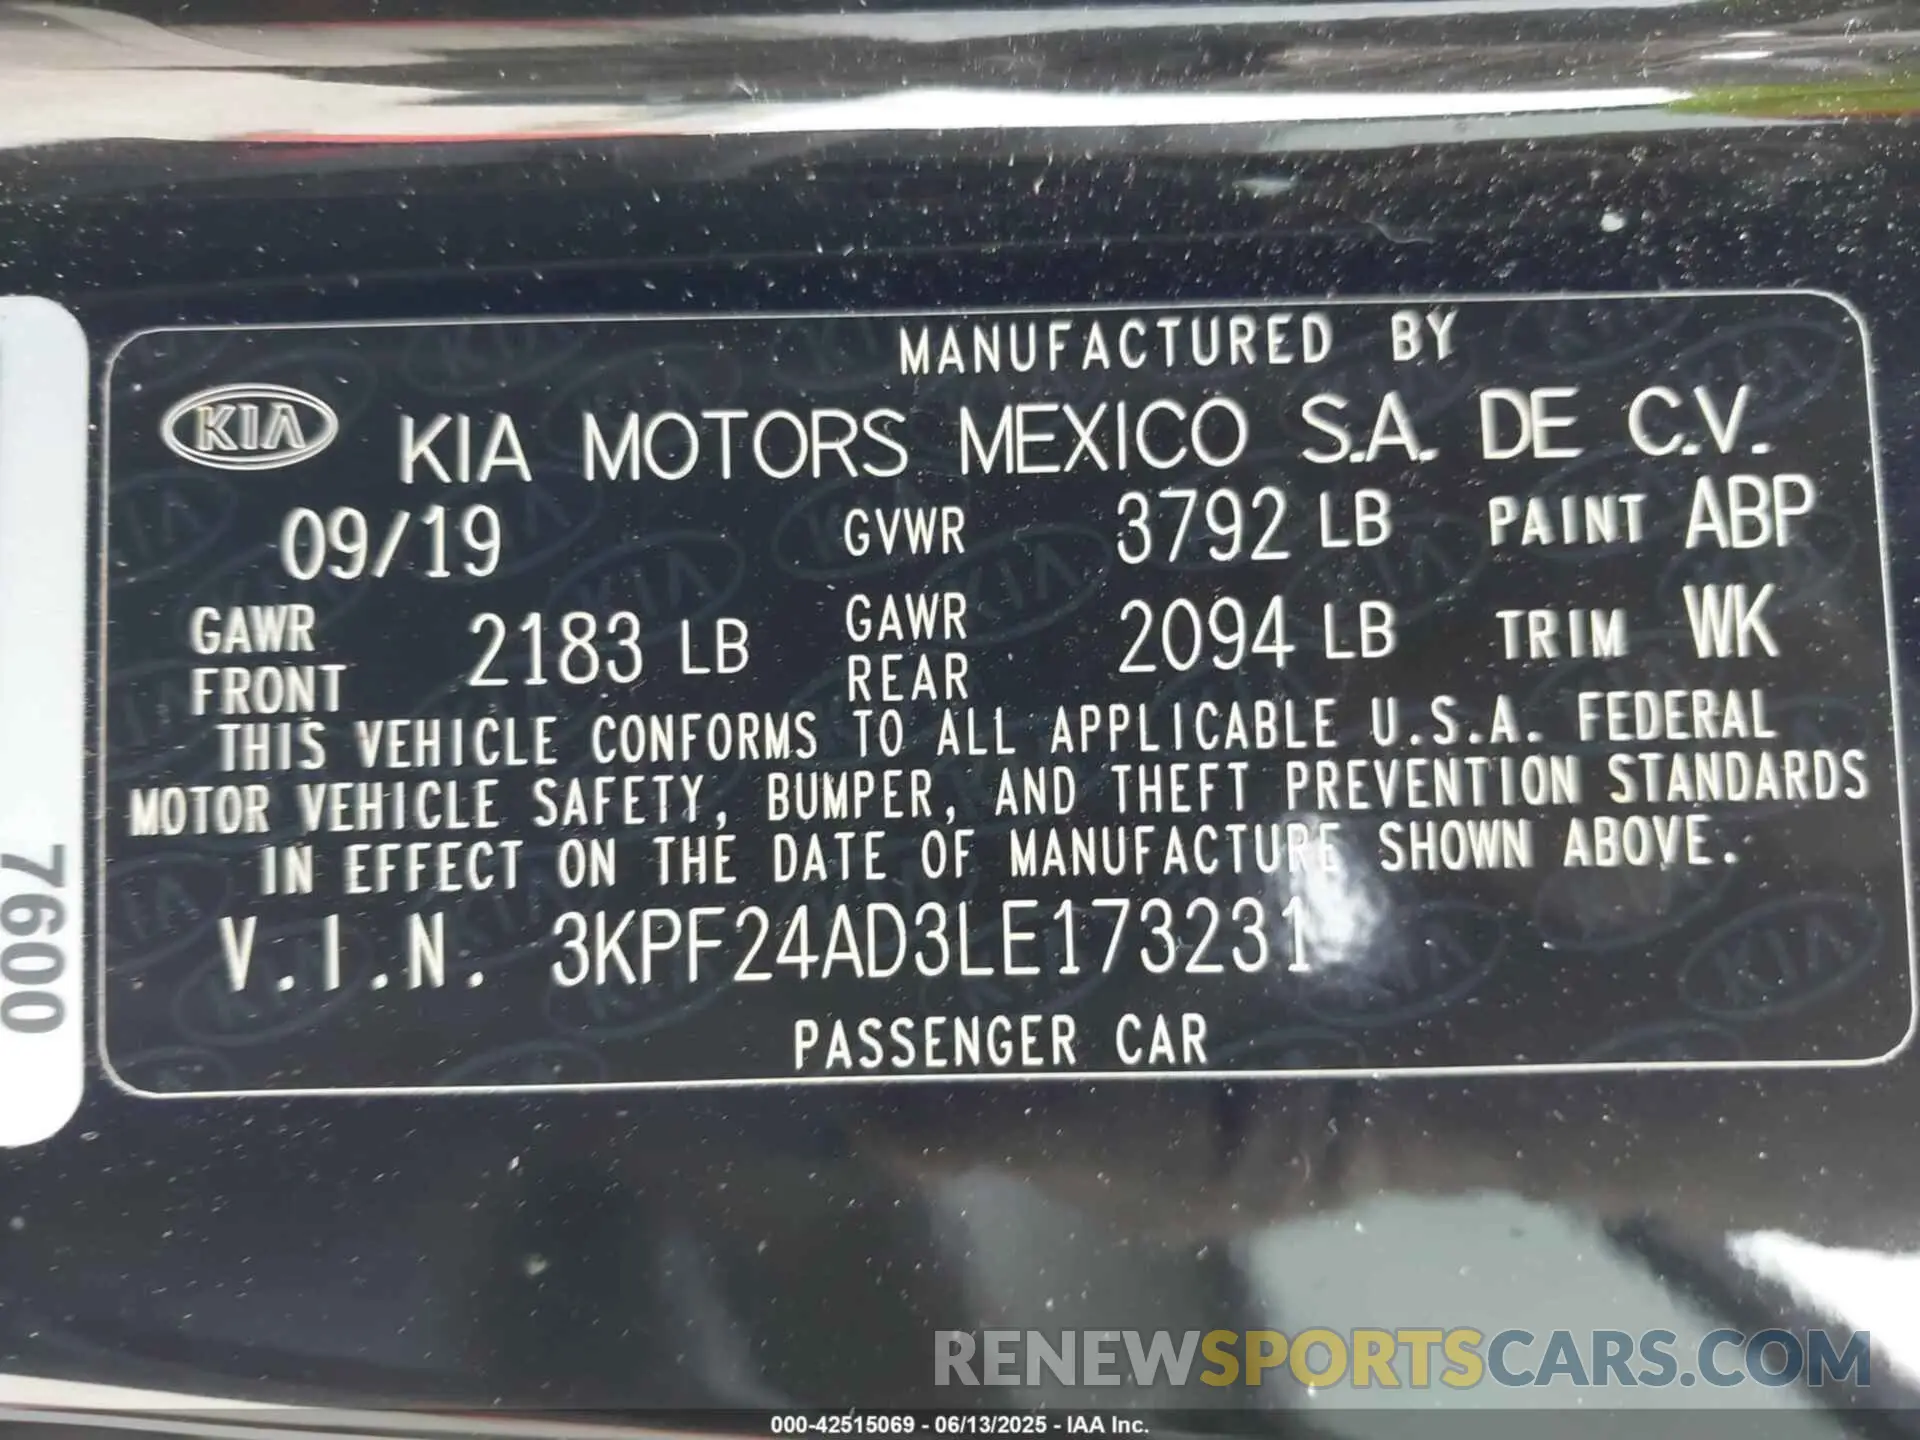 MANUFACTURED BY
KIA KIA MOTORS MEXICO S.A. DE C.V.
09/19 GVWR 3792 LB PAINT ABP
GAWR FRONT 2183 LB GAWR REAR 2094 LB TRIM WK
THIS VEHICLE CONFORMS TO ALL APPLICABLE U.S.A. FEDERAL
MOTOR VEHICLE SAFETY, BUMPER, AND THEFT PREVENTION STANDARDS
IN EFFECT ON THE DATE OF MANUFACTURE SHOWN ABOVE.
V.I.N. 3KPF24AD3LE173231
PASSENGER CAR
7600
RENEWSPORTSCARS.COM
000-42515069 - 06/13/2025 - IAA Inc.